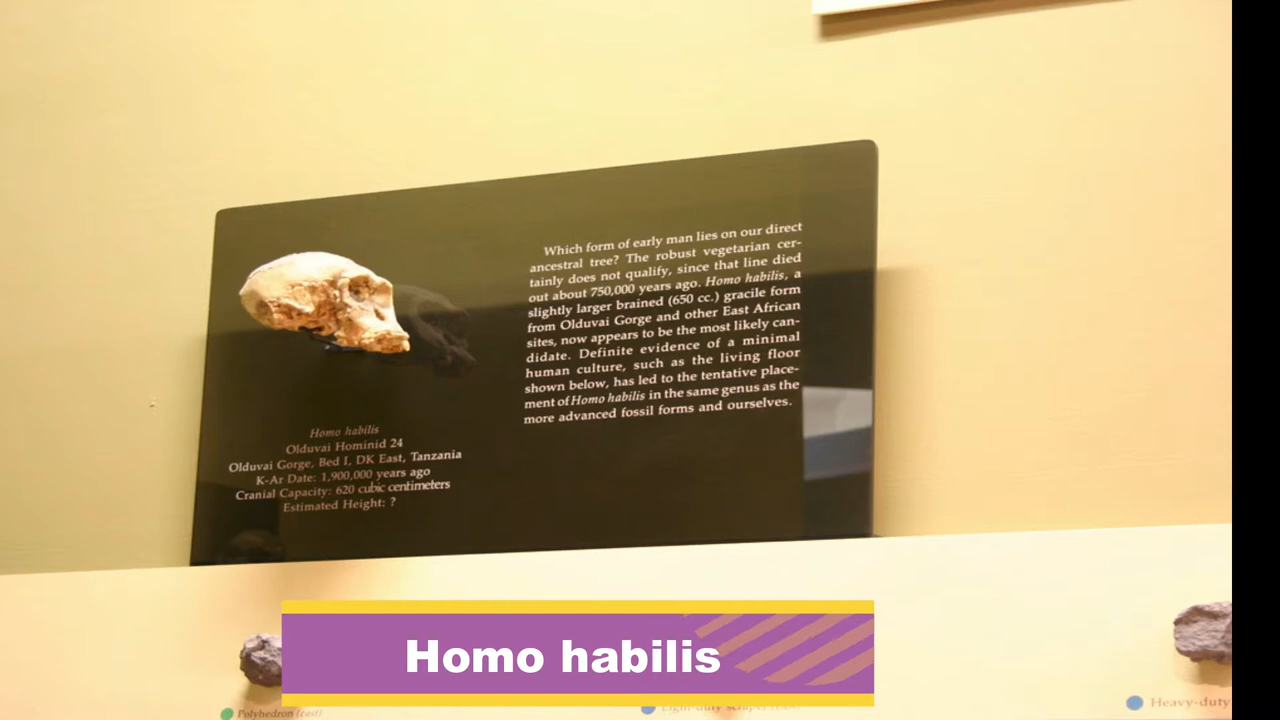 Which form of early man lies on our direct
ancestral tree? The robust vegetarian cer-
tainly does not qualify, since that line died
out about 750,000 years ago. Homo habilis, a
slightly larger brained (650 cc.) gracile form
from Olduvai Gorge and other East African
sites, now appears to be the most likely can-
didate. Definite evidence of a minimal
human culture, such as the living floor
shown below, has led to the tentative place-
ment of Homo habilis in the same genus as the
more advanced fossil forms and ourselves.
Homo habilis
Olduvai Hominid 24
Olduvai Gorge, Bed I, DK East, Tanzania
K-Ar Date: 1,900,000 years ago
Cranial Capacity: 620 cubic centimeters
Estimated Height: ?
Homo habilis
Polyhedron (cast)
Light-duty scraper
Heavy-duty